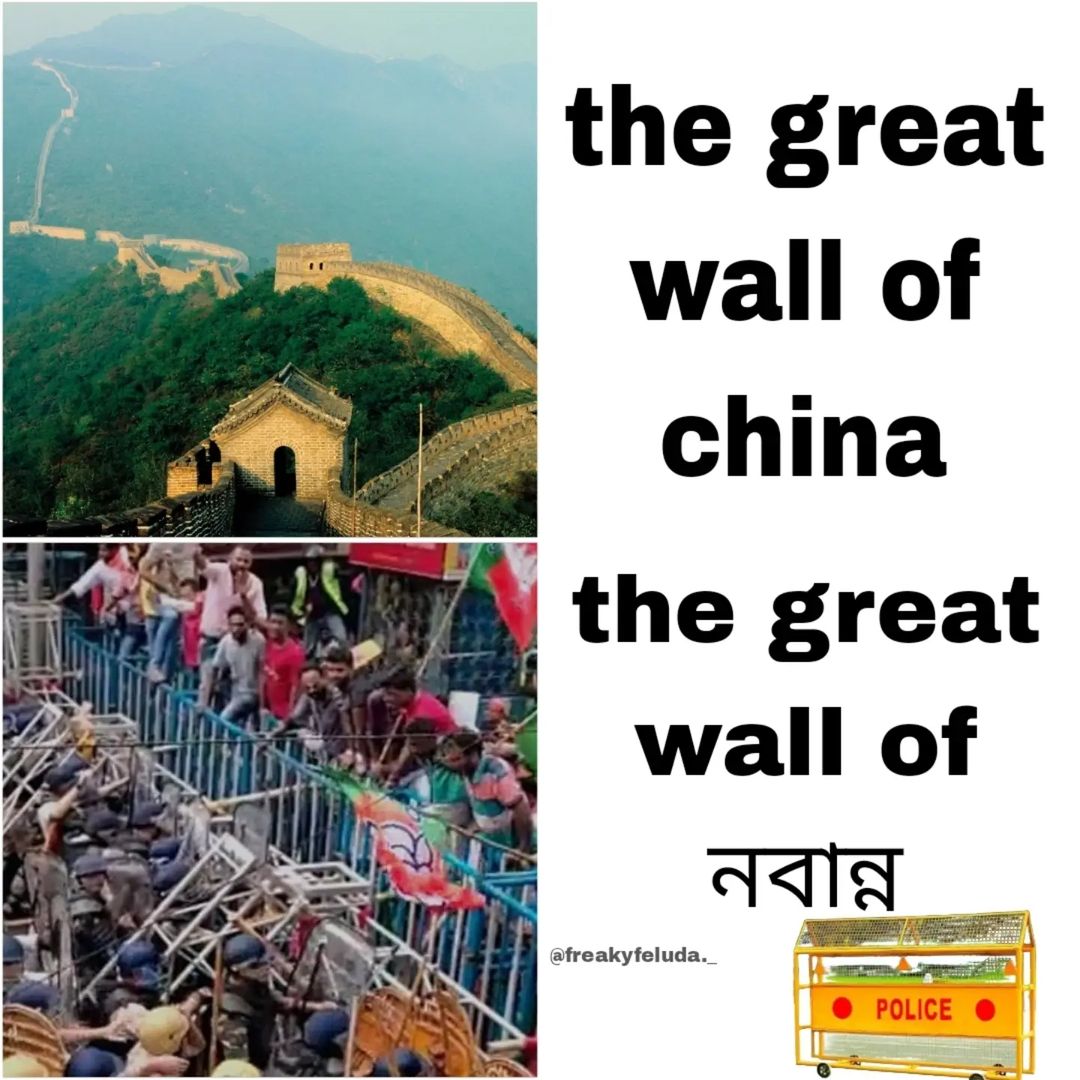 the great
wall of
china
the great
wall of
নবান্ন
@freakyfeluda._
POLICE